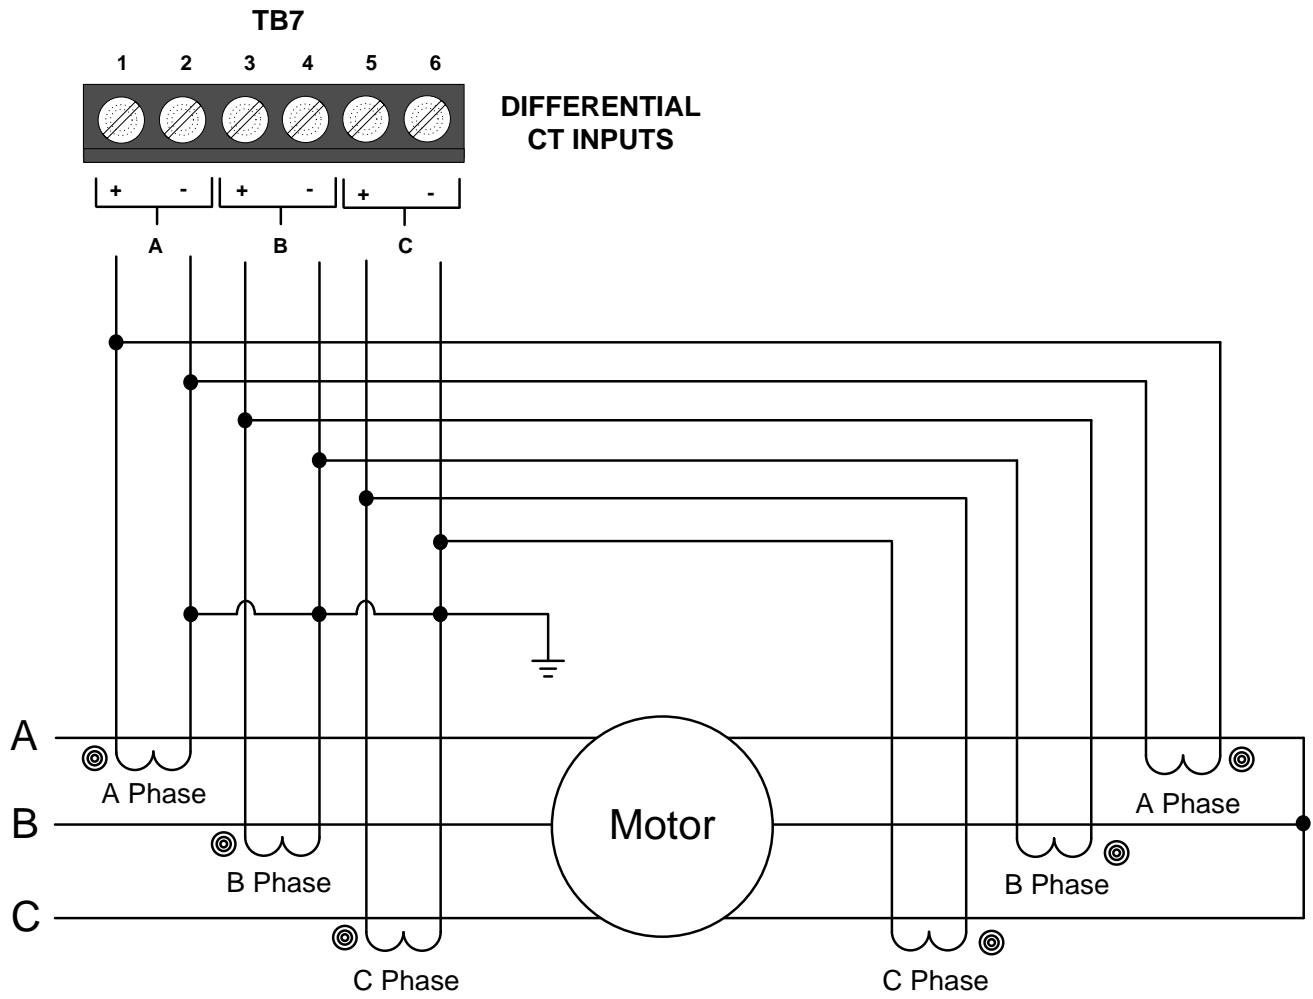 TB7
1 2 3 4 5 6
DIFFERENTIAL
CT INPUTS
+ - + - + -
A B C
A
A Phase
A Phase
B
Motor
B Phase
B Phase
C
C Phase
C Phase